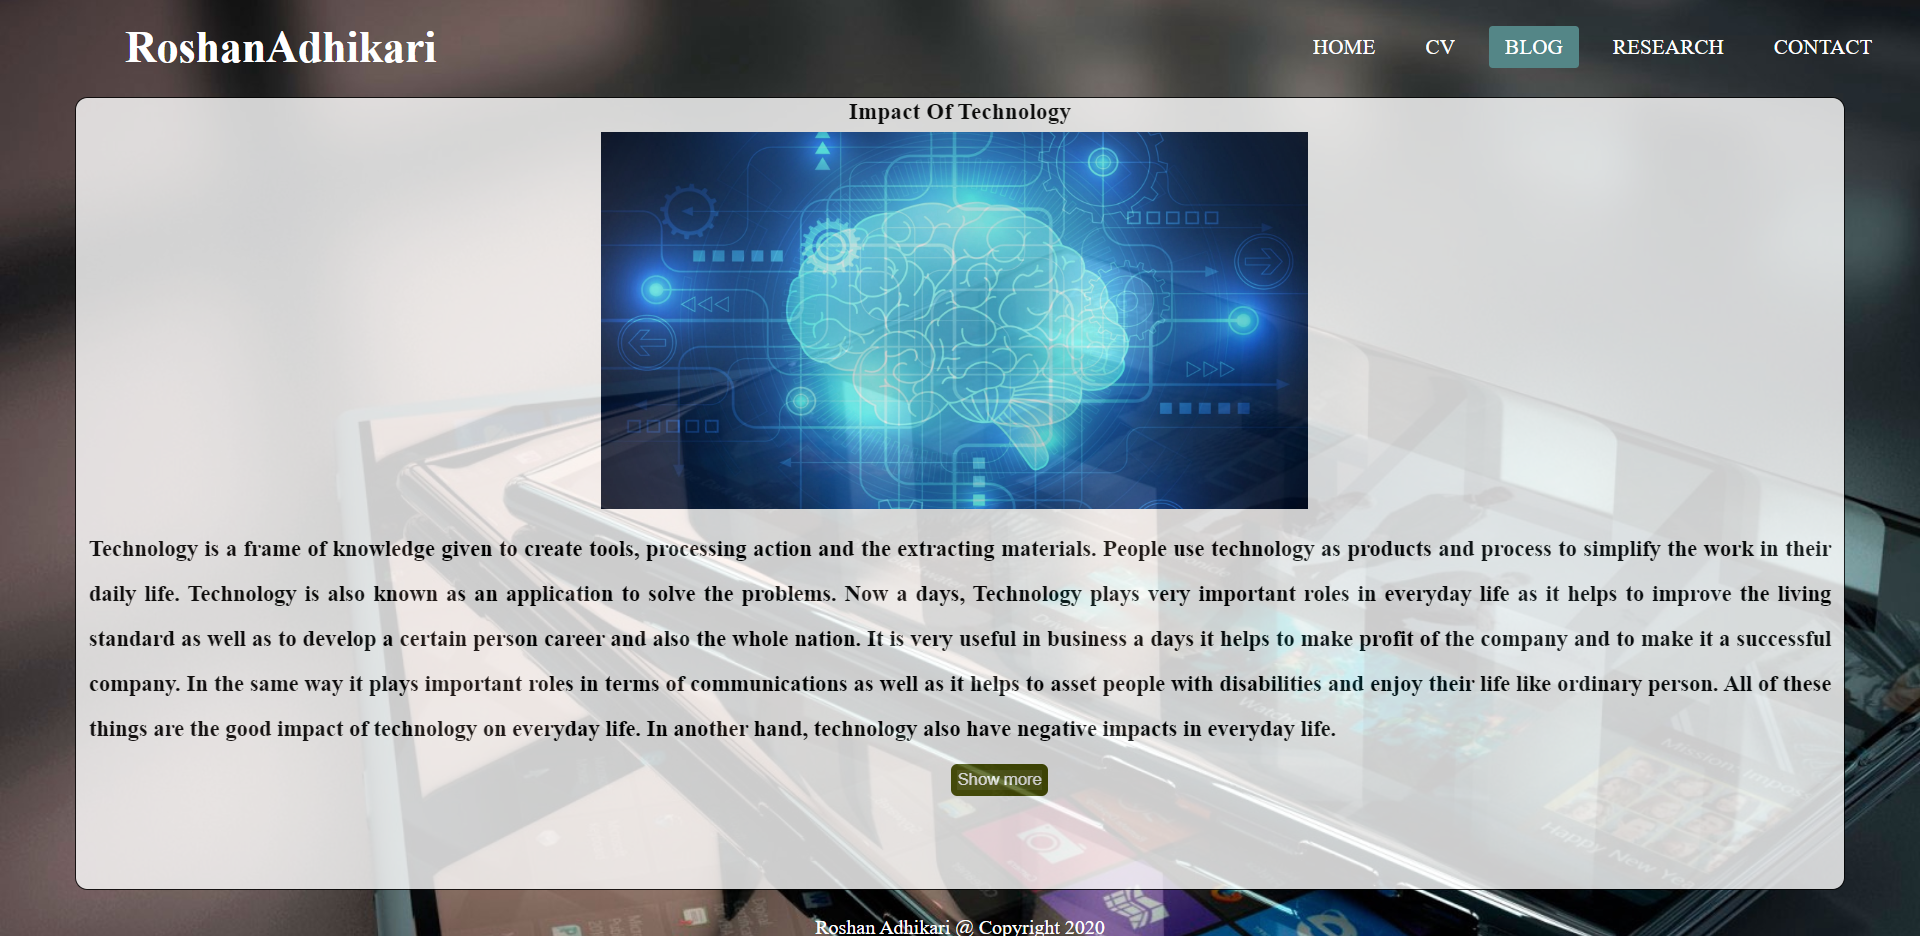 RoshanAdhikari
HOME CV BLOG RESEARCH CONTACT
Impact Of Technology
Technology is a frame of knowledge given to create tools, processing action and the extracting materials. People use technology as products and process to simplify the work in their
daily life. Technology is also known as an application to solve the problems. Now a days, Technology plays very important roles in everyday life as it helps to improve the living
standard as well as to develop a certain person career and also the whole nation. It is very useful in business a days it helps to make profit of the company and to make it a successful
company. In the same way it plays important roles in terms of communications as well as it helps to asset people with disabilities and enjoy their life like ordinary person. All of these
things are the good impact of technology on everyday life. In another hand, technology also have negative impacts in everyday life.
Show more
Happy New
Roshan Adhikari @ Copyright 2020